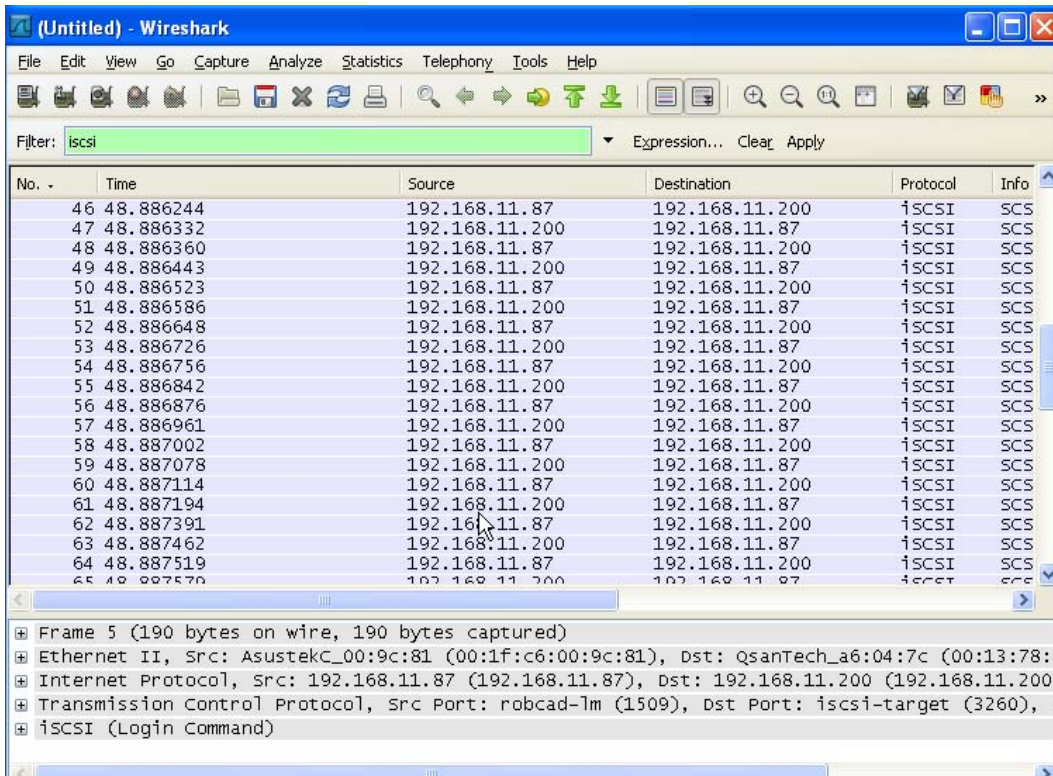 (Untitled) - Wireshark
File Edit View Go Capture Analyze Statistics Telephony Tools Help
Filter: iscsi Expression... Clear Apply
No. Time Source Destination Protocol Info
46 48.886244 192.168.11.87 192.168.11.200 iSCSI SCS
47 48.886332 192.168.11.200 192.168.11.87 iSCSI SCS
48 48.886360 192.168.11.87 192.168.11.200 iSCSI SCS
49 48.886443 192.168.11.200 192.168.11.87 iSCSI SCS
50 48.886523 192.168.11.87 192.168.11.200 iSCSI SCS
51 48.886586 192.168.11.200 192.168.11.87 iSCSI SCS
52 48.886648 192.168.11.87 192.168.11.200 iSCSI SCS
53 48.886726 192.168.11.200 192.168.11.87 iSCSI SCS
54 48.886756 192.168.11.87 192.168.11.200 iSCSI SCS
55 48.886842 192.168.11.200 192.168.11.87 iSCSI SCS
56 48.886876 192.168.11.87 192.168.11.200 iSCSI SCS
57 48.886961 192.168.11.200 192.168.11.87 iSCSI SCS
58 48.887002 192.168.11.87 192.168.11.200 iSCSI SCS
59 48.887078 192.168.11.200 192.168.11.87 iSCSI SCS
60 48.887114 192.168.11.87 192.168.11.200 iSCSI SCS
61 48.887194 192.168.11.200 192.168.11.87 iSCSI SCS
62 48.887391 192.168.11.87 192.168.11.200 iSCSI SCS
63 48.887462 192.168.11.200 192.168.11.87 iSCSI SCS
64 48.887519 192.168.11.87 192.168.11.200 iSCSI SCS
65 48.887579 192.168.11.200 192.168.11.87 iSCSI SCS
Frame 5 (190 bytes on wire, 190 bytes captured)
Ethernet II, Src: AsustekC_00:9c:81 (00:1f:c6:00:9c:81), Dst: QsanTech_a6:04:7c (00:13:78:
Internet Protocol, Src: 192.168.11.87 (192.168.11.87), Dst: 192.168.11.200 (192.168.11.200
Transmission Control Protocol, Src Port: robcad-lm (1509), Dst Port: iscsi-target (3260),
iSCSI (Login Command)